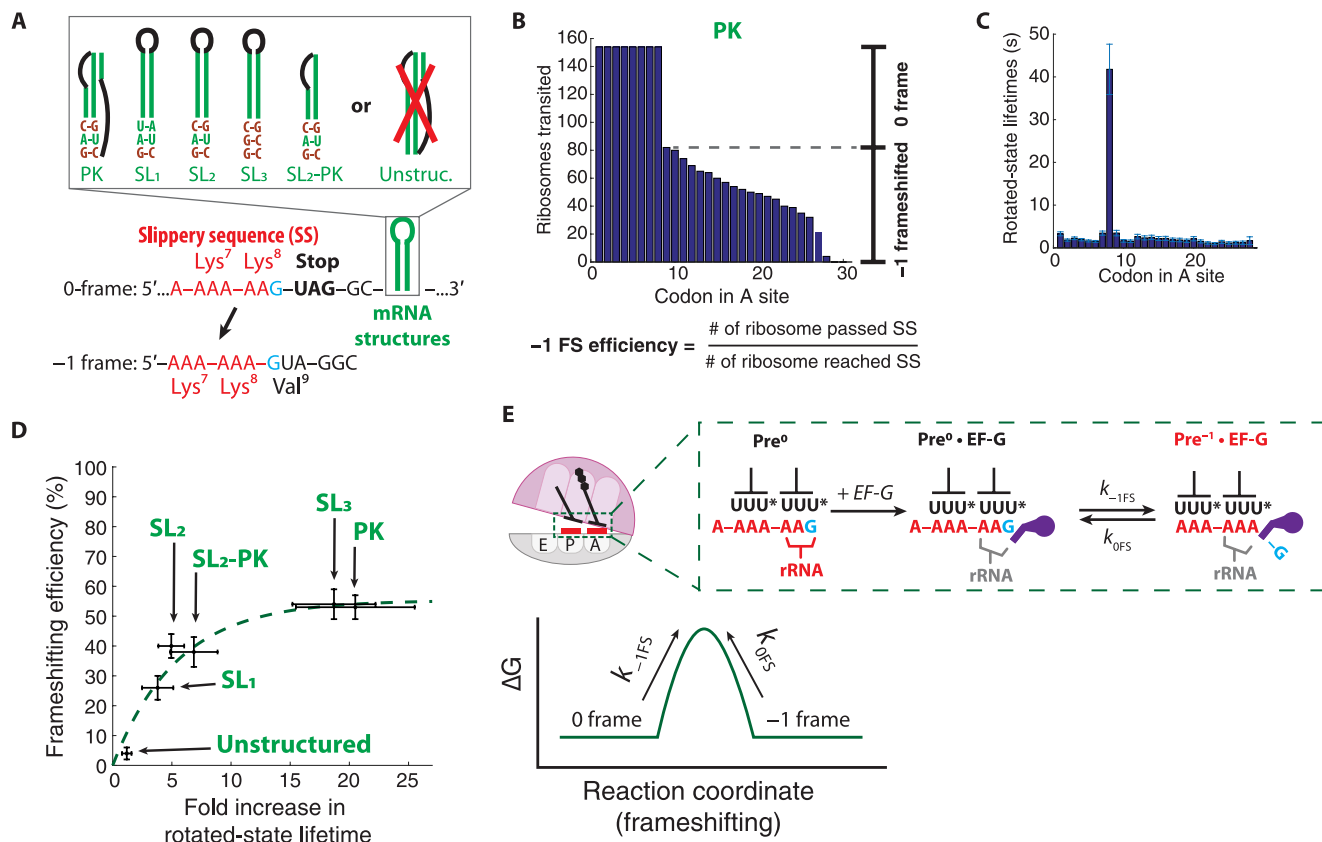 A
PK
SL1
SL2
SL3
SL2-PK
or
Unstruc.
C-G
A-U
G-C
U-A
A-U
G-C
C-G
A-U
G-C
C-G
G-C
G-C
C-G
A-U
G-C
Slippery sequence (SS)
Lys7 Lys8 Stop
0-frame: 5′...A-AAA-AAG-UAG-GC- -...3′
mRNA
structures
−1 frame: 5′-AAA-AAA-GUA-GGC
Lys7 Lys8 Val9
B
PK
Ribosomes transited
160
140
120
100
80
60
40
20
0
0 10 20 30
Codon in A site
0 frame
−1 frameshifted
−1 FS efficiency = # of ribosome passed SS
# of ribosome reached SS
C
Rotated-state lifetimes (s)
50
40
30
20
10
0
0 10 20
Codon in A site
D
Frameshifting efficiency (%)
100
90
80
70
60
50
40
30
20
10
0
0 5 10 15 20 25
Fold increase in
rotated-state lifetime
SL2
SL2-PK
SL1
Unstructured
SL3
PK
E
E P A
Pre0
UUU* UUU*
A-AAA-AAG
rRNA
+ EF-G
Pre0 • EF-G
UUU* UUU*
A-AAA-AAG
rRNA
k−1FS
k0FS
Pre−1 • EF-G
UUU* UUU*
AAA-AAA
-G
rRNA
ΔG
k−1FS
k0FS
0 frame
−1 frame
Reaction coordinate
(frameshifting)